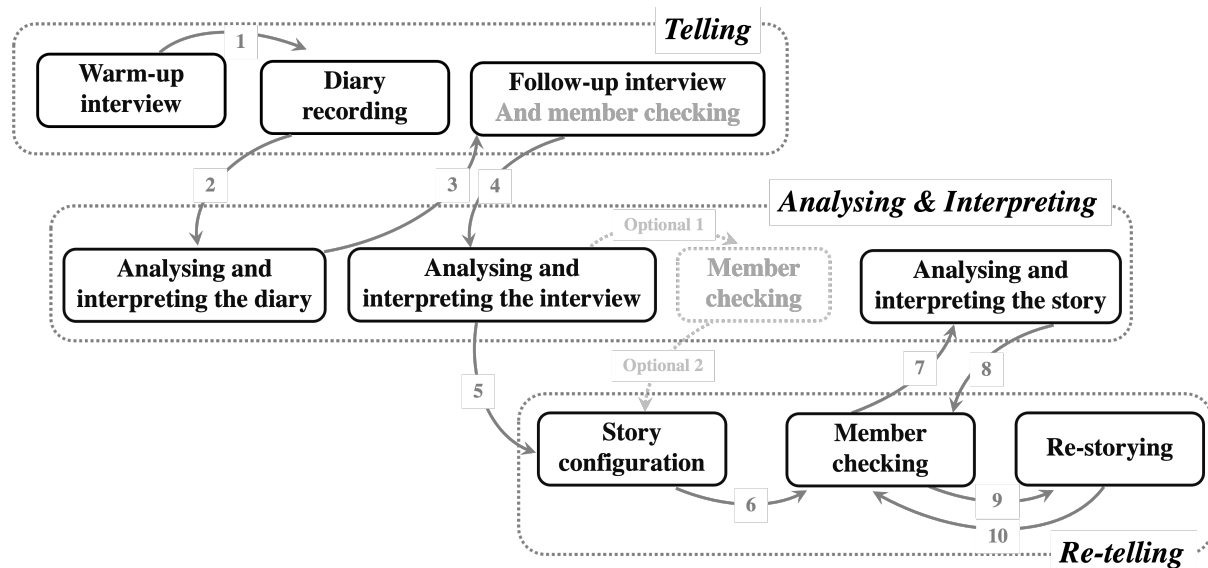 Telling
1
Warm-up
interview
Diary
recording
Follow-up interview
And member checking
2
3
4
Analysing & Interpreting
Optional 1
Analysing and
interpreting the diary
Analysing and
interpreting the interview
Member
checking
Analysing and
interpreting the story
Optional 2
5
7
8
Story
configuration
Member
checking
Re-storying
6
9
10
Re-telling